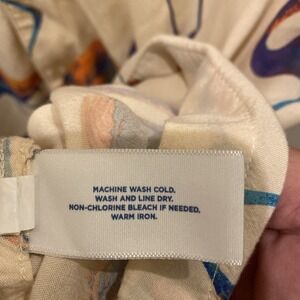 MACHINE WASH COLD.
WASH AND LINE DRY.
NON-CHLORINE BLEACH IF NEEDED.
WARM IRON.